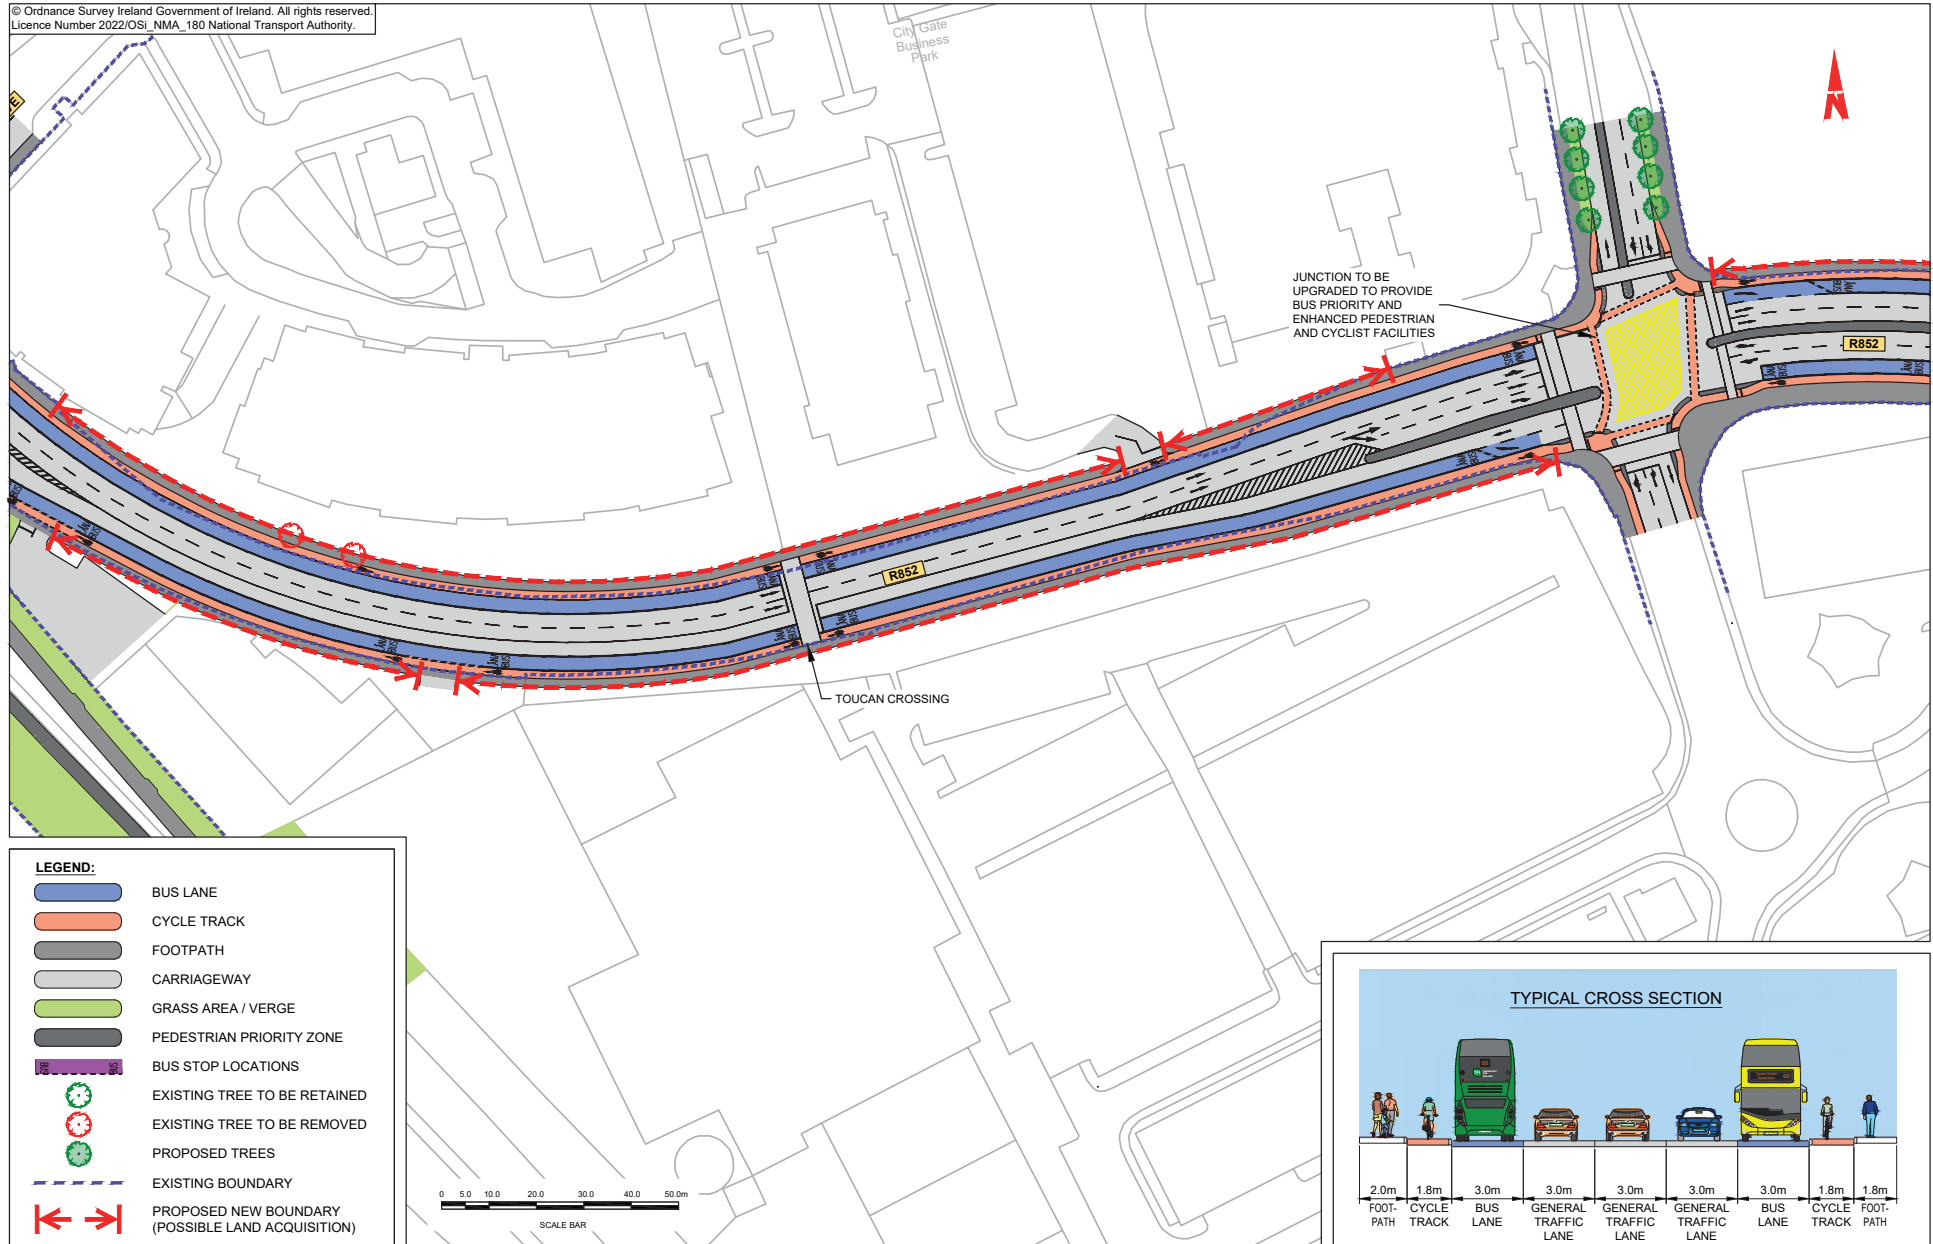 © Ordnance Survey Ireland Government of Ireland. All rights reserved.
Licence Number 2022/OSi_NMA_180 National Transport Authority.
City Gate
Business
Park
N
JUNCTION TO BE
UPGRADED TO PROVIDE
BUS PRIORITY AND
ENHANCED PEDESTRIAN
AND CYCLIST FACILITIES
R852
R852
TOUCAN CROSSING
LEGEND:
BUS LANE
CYCLE TRACK
FOOTPATH
CARRIAGEWAY
GRASS AREA / VERGE
PEDESTRIAN PRIORITY ZONE
BUS STOP LOCATIONS
EXISTING TREE TO BE RETAINED
EXISTING TREE TO BE REMOVED
PROPOSED TREES
EXISTING BOUNDARY
PROPOSED NEW BOUNDARY
(POSSIBLE LAND ACQUISITION)
0 5.0 10.0 20.0 30.0 40.0 50.0m
SCALE BAR
TYPICAL CROSS SECTION
2.0m 1.8m 3.0m 3.0m 3.0m 3.0m 3.0m 1.8m 1.8m
FOOT-
PATH
CYCLE
TRACK
BUS
LANE
GENERAL
TRAFFIC
LANE
GENERAL
TRAFFIC
LANE
GENERAL
TRAFFIC
LANE
BUS
LANE
CYCLE
TRACK
FOOT-
PATH